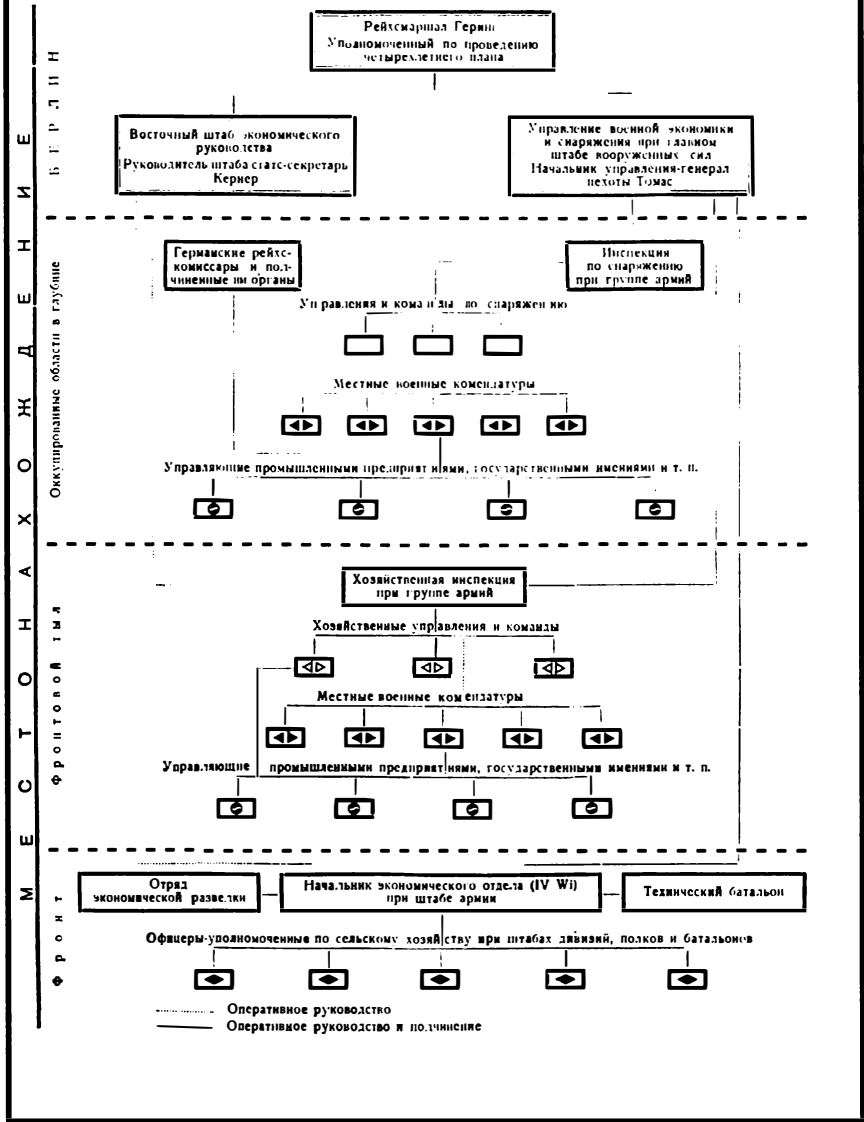 МЕСТОНАХОЖДЕНИЕ
БЕРЛИН
Рейхсмаршал Геринг
Уполномоченный по проведению
четырехлетнего плана
Восточный штаб экономического
руководства
Руководитель штаба статс-секретарь
Кернер
Управление военной экономики
и снаряжения при главном
штабе вооруженных сил
Начальник управления-генерал
пехоты Томас
Оккупированные области в глубине
Германские рейхс-
комиссары и под-
чиненные им органы
Инспекция
по снаряжению
при группе армий
Управления и команды по снаряжению
Местные военные комендатуры
Управляющие промышленными предприятиями, государственными имениями и т. п.
Фронтовой тыл
Хозяйственная инспекция
при группе армий
Хозяйственные управления и команды
Местные военные комендатуры
Управляющие промышленными предприятиями, государственными имениями и т. п.
Фронт
Отряд
экономической разведки
Начальник экономического отдела (IV Wi)
при штабе армии
Технический батальон
Офицеры-уполномоченные по сельскому хозяйству при штабах дивизий, полков и батальонов
Оперативное руководство
Оперативное руководство и подчинение